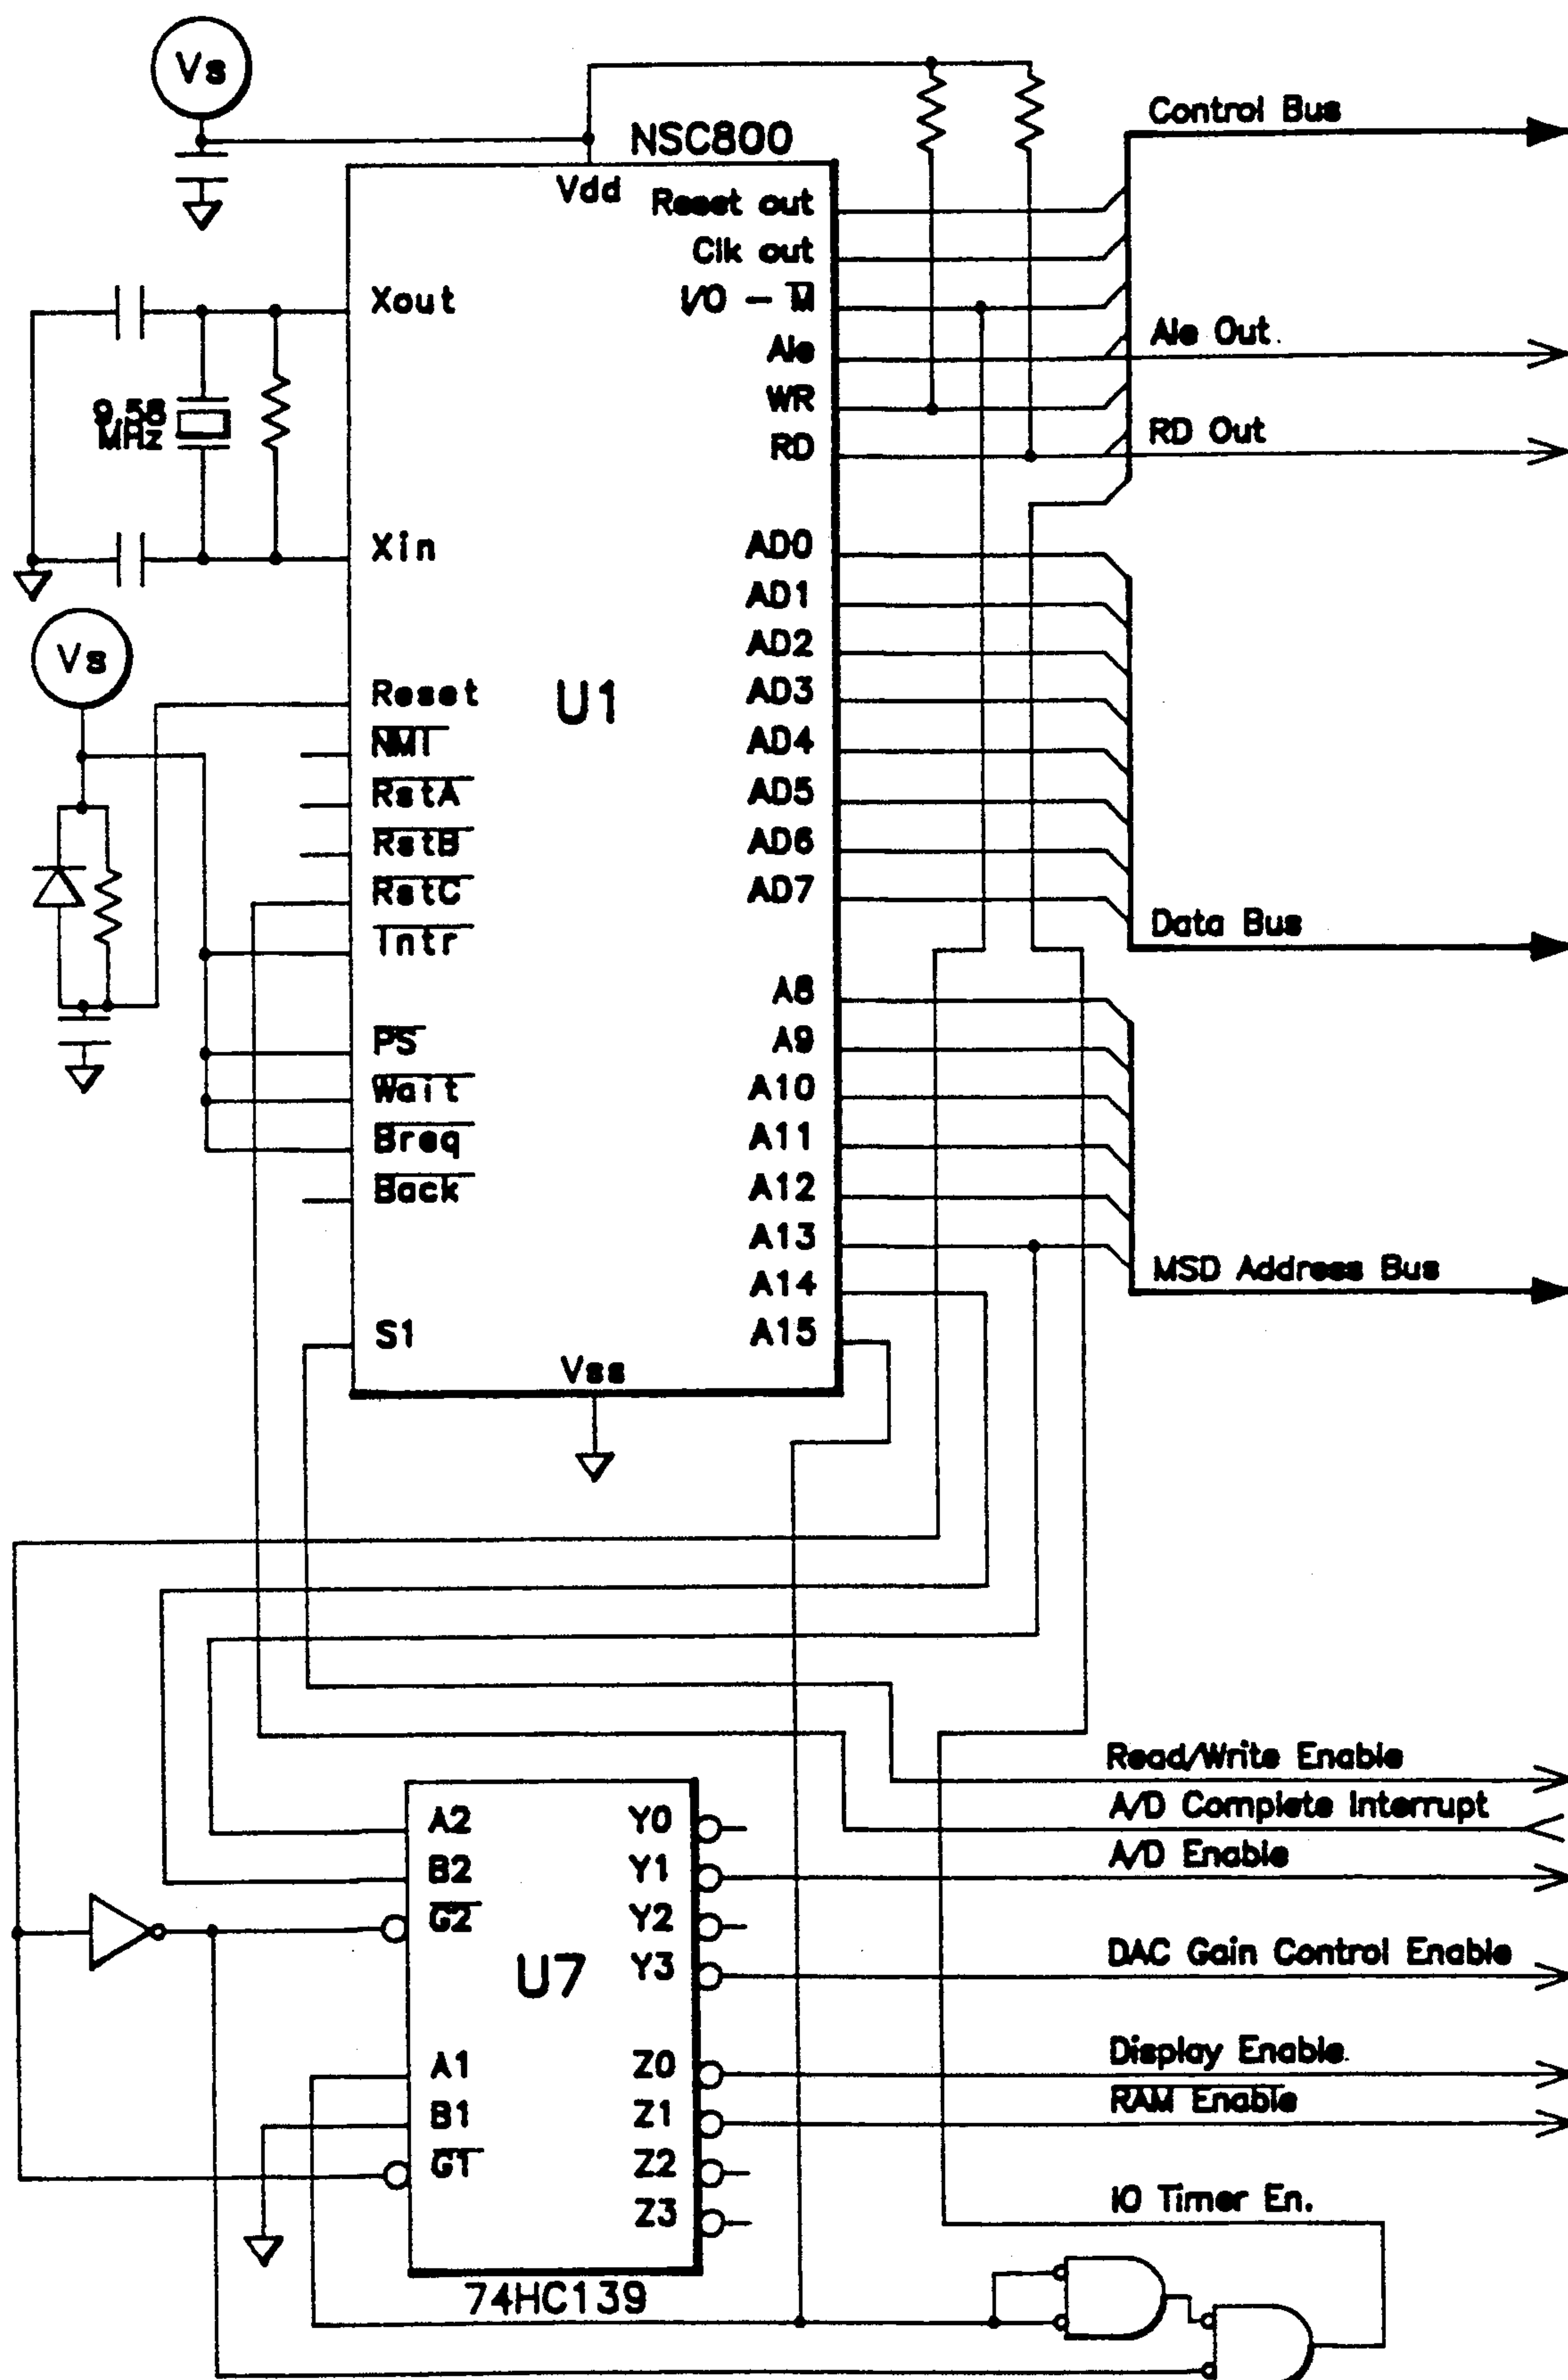 Vs
NSC800
Vdd
Reset out
Clk out
I/O - M̅
Ale
WR
RD
Control Bus
Ale Out
RD Out
Xout
9.58
MHz
Xin
Vs
Reset
NMI
RstA
RstB
RstC
Intr
PS
Wait
Breq
Back
S1
U1
AD0
AD1
AD2
AD3
AD4
AD5
AD6
AD7
Data Bus
A8
A9
A10
A11
A12
A13
A14
A15
MSD Address Bus
Vss
Read/Write Enable
A/D Complete Interrupt
A/D Enable
DAC Gain Control Enable
Display Enable
RAM Enable
IO Timer En.
A2
B2
G2
U7
A1
B1
G1
Y0
Y1
Y2
Y3
Z0
Z1
Z2
Z3
74HC139